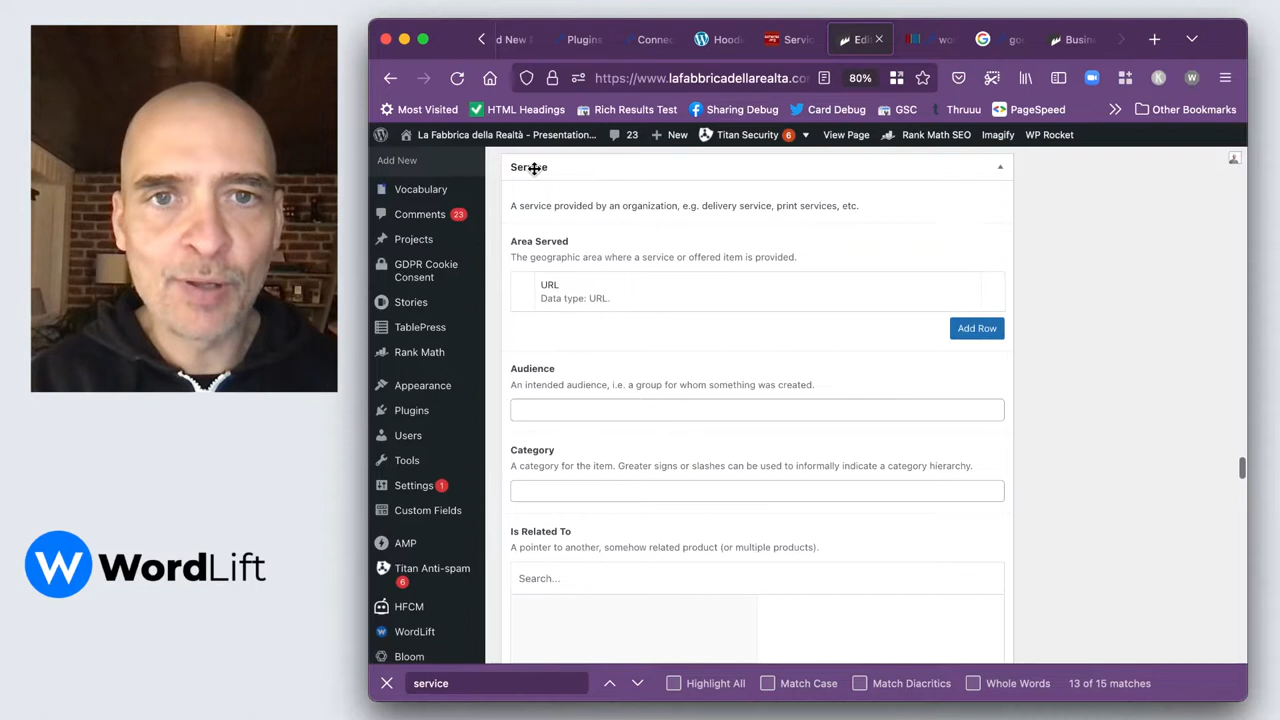 d New F
Plugins
Connec
Hoodi
Servic
Edi
wo
goo
Busin
https://www.lafabbricadellarealta.co
80%
K
W
Most Visited
HTML Headings
Rich Results Test
Sharing Debug
Card Debug
GSC
Thruuu
PageSpeed
Other Bookmarks
La Fabbrica della Realtà - Presentation...
23
New
Titan Security
6
View Page
Rank Math SEO
Imagify
WP Rocket
Add New
Vocabulary
Comments 23
Projects
GDPR Cookie
Consent
Stories
TablePress
Rank Math
Appearance
Plugins
Users
Tools
Settings 1
Custom Fields
AMP
Titan Anti-spam
6
HFCM
WordLift
Bloom
Service
A service provided by an organization, e.g. delivery service, print services, etc.
Area Served
The geographic area where a service or offered item is provided.
URL
Data type: URL.
Add Row
Audience
An intended audience, i.e. a group for whom something was created.
Category
A category for the item. Greater signs or slashes can be used to informally indicate a category hierarchy.
Is Related To
A pointer to another, somehow related product (or multiple products).
Search...
service
Highlight All
Match Case
Match Diacritics
Whole Words
13 of 15 matches
W WordLift